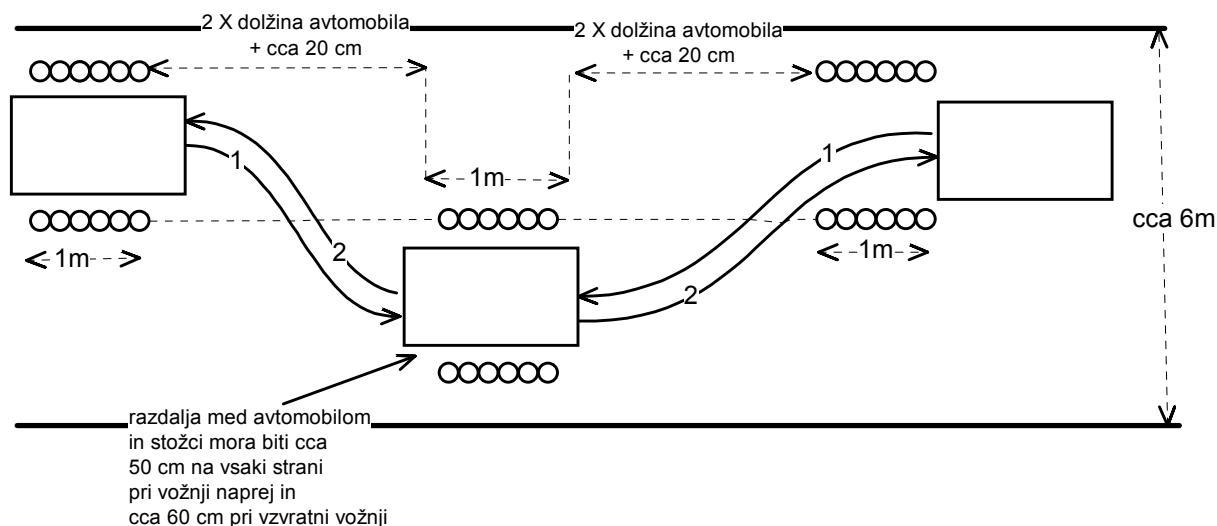 2 X dolžina avtomobila
+ cca 20 cm
2 X dolžina avtomobila
+ cca 20 cm
1
1
1m
2
1m
1m
2
cca 6m
razdalja med avtomobilom
in stožci mora biti cca
50 cm na vsaki strani
pri vožnji naprej in
cca 60 cm pri vzvratni vožnji